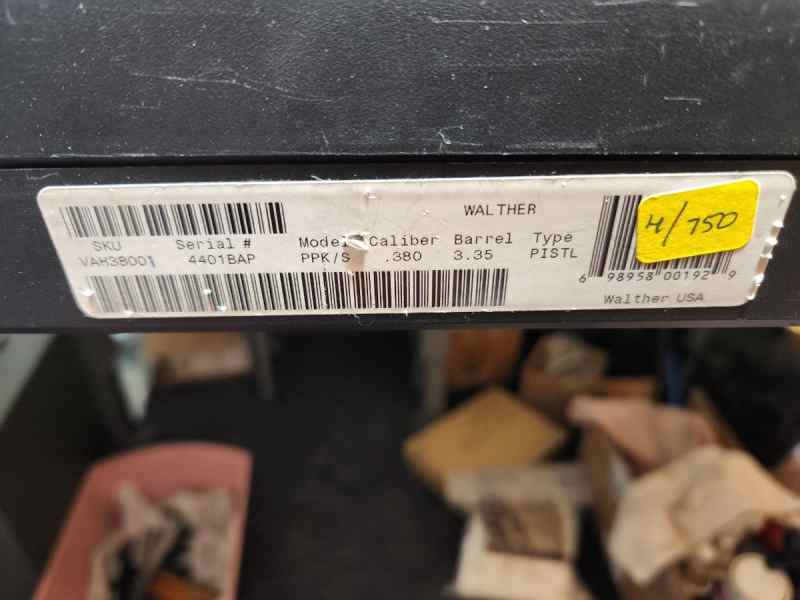 WALTHER
4/750
SKU Serial # Model Caliber Barrel Type
VAH38001 4401BAP PPK/S .380 3.35 PISTL
6 98958 00192 9
Walther USA